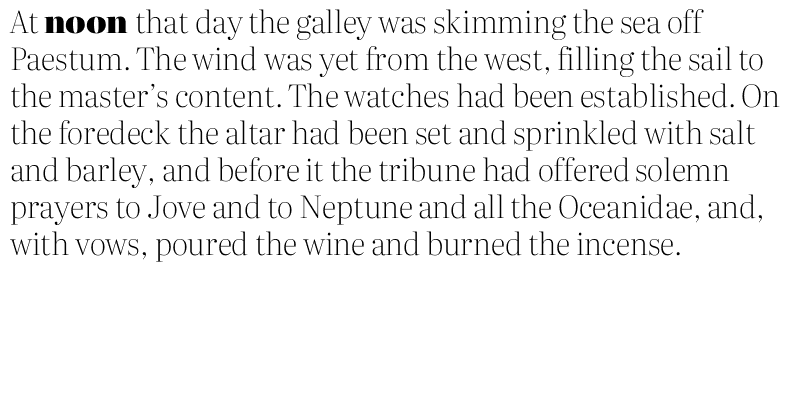 At noon that day the galley was skimming the sea off
Paestum. The wind was yet from the west, filling the sail to
the master’s content. The watches had been established. On
the foredeck the altar had been set and sprinkled with salt
and barley, and before it the tribune had offered solemn
prayers to Jove and to Neptune and all the Oceanidae, and,
with vows, poured the wine and burned the incense.